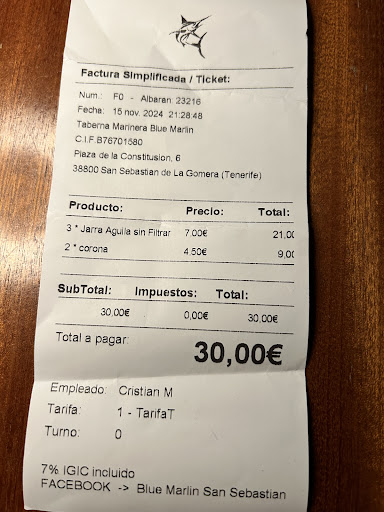 Factura Simplificada / Ticket:
Num.: F0 - Albaran: 23216
Fecha: 15 nov. 2024 21:28:48
Taberna Marinera Blue Marlin
C.I.F.B76701580
Plaza de la Constitusion, 6
38800 San Sebastian de La Gomera (Tenerife)
Producto: Precio: Total:
3 * Jarra Aguila sin Filtrar 7,00€ 21,00
2 * corona 4,50€ 9,00
SubTotal: Impuestos: Total:
30,00€ 0,00€ 30,00€
Total a pagar: 30,00€
Empleado: Cristian M
Tarifa: 1 - TarifaT
Turno: 0
7% IGIC incluido
FACEBOOK -> Blue Marlin San Sebastian